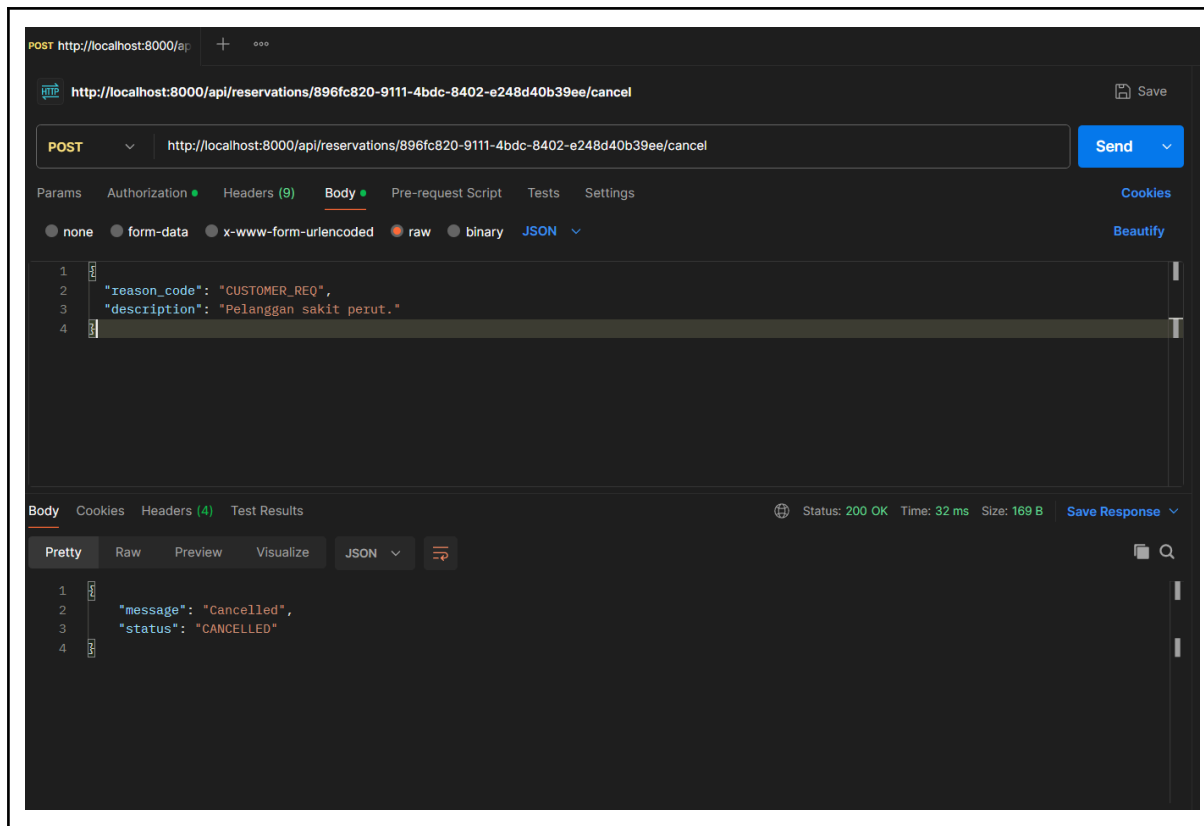 POST http://localhost:8000/ap
http://localhost:8000/api/reservations/896fc820-9111-4bdc-8402-e248d40b39ee/cancel Save
POST http://localhost:8000/api/reservations/896fc820-9111-4bdc-8402-e248d40b39ee/cancel Send
Params Authorization Headers (9) Body Pre-request Script Tests Settings Cookies
none form-data x-www-form-urlencoded raw binary JSON Beautify
1 {
2 "reason_code": "CUSTOMER_REQ",
3 "description": "Pelanggan sakit perut."
4 }
Body Cookies Headers (4) Test Results Status: 200 OK Time: 32 ms Size: 169 B Save Response
Pretty Raw Preview Visualize JSON
1 {
2 "message": "Cancelled",
3 "status": "CANCELLED"
4 }